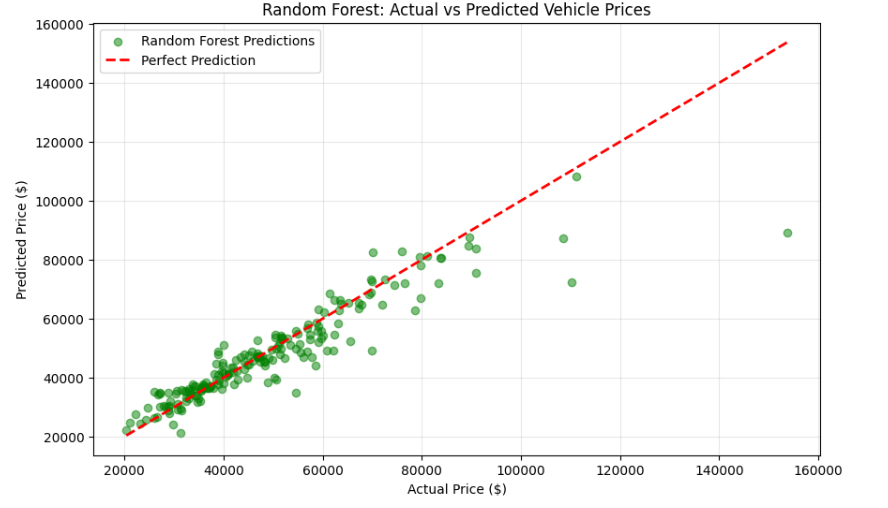 Random Forest: Actual vs Predicted Vehicle Prices
160000
140000
120000
100000
80000
60000
40000
20000
Predicted Price ($)
Random Forest Predictions
Perfect Prediction
20000 40000 60000 80000 100000 120000 140000 160000
Actual Price ($)